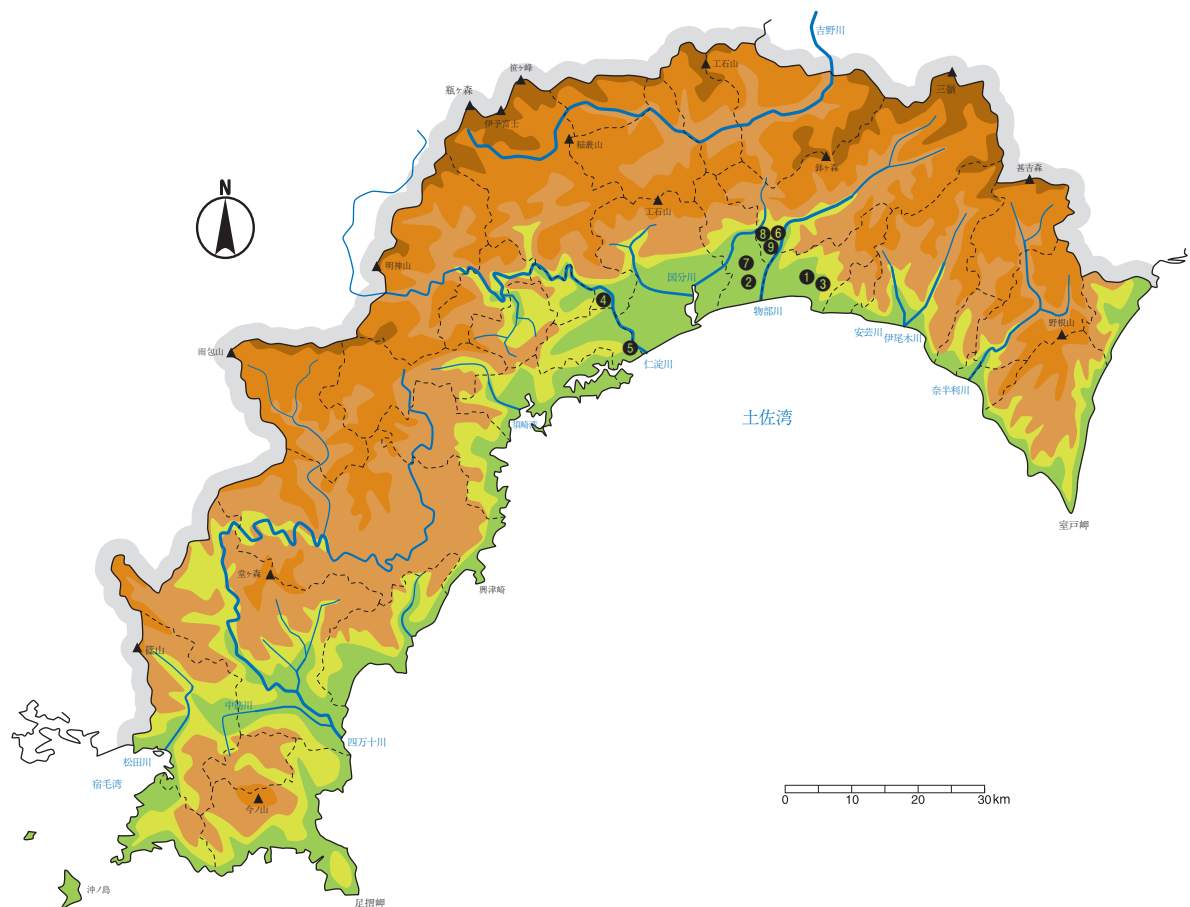 吉野川
笹ヶ峰
工石山
瓶ヶ森
三嶺
伊予富士
稲叢山
鉢ヶ森
甚吉森
N
工石山
8
6
9
明神山
7
国分川
1
2
3
4
物部川
野根山
安芸川
伊尾木川
雨包山
5
仁淀川
奈半利川
土佐湾
須崎湾
室戸岬
堂ヶ森
興津崎
篠山
中筋川
四万十川
松田川
宿毛湾
今ノ山
0 10 20 30km
沖ノ島
足摺岬